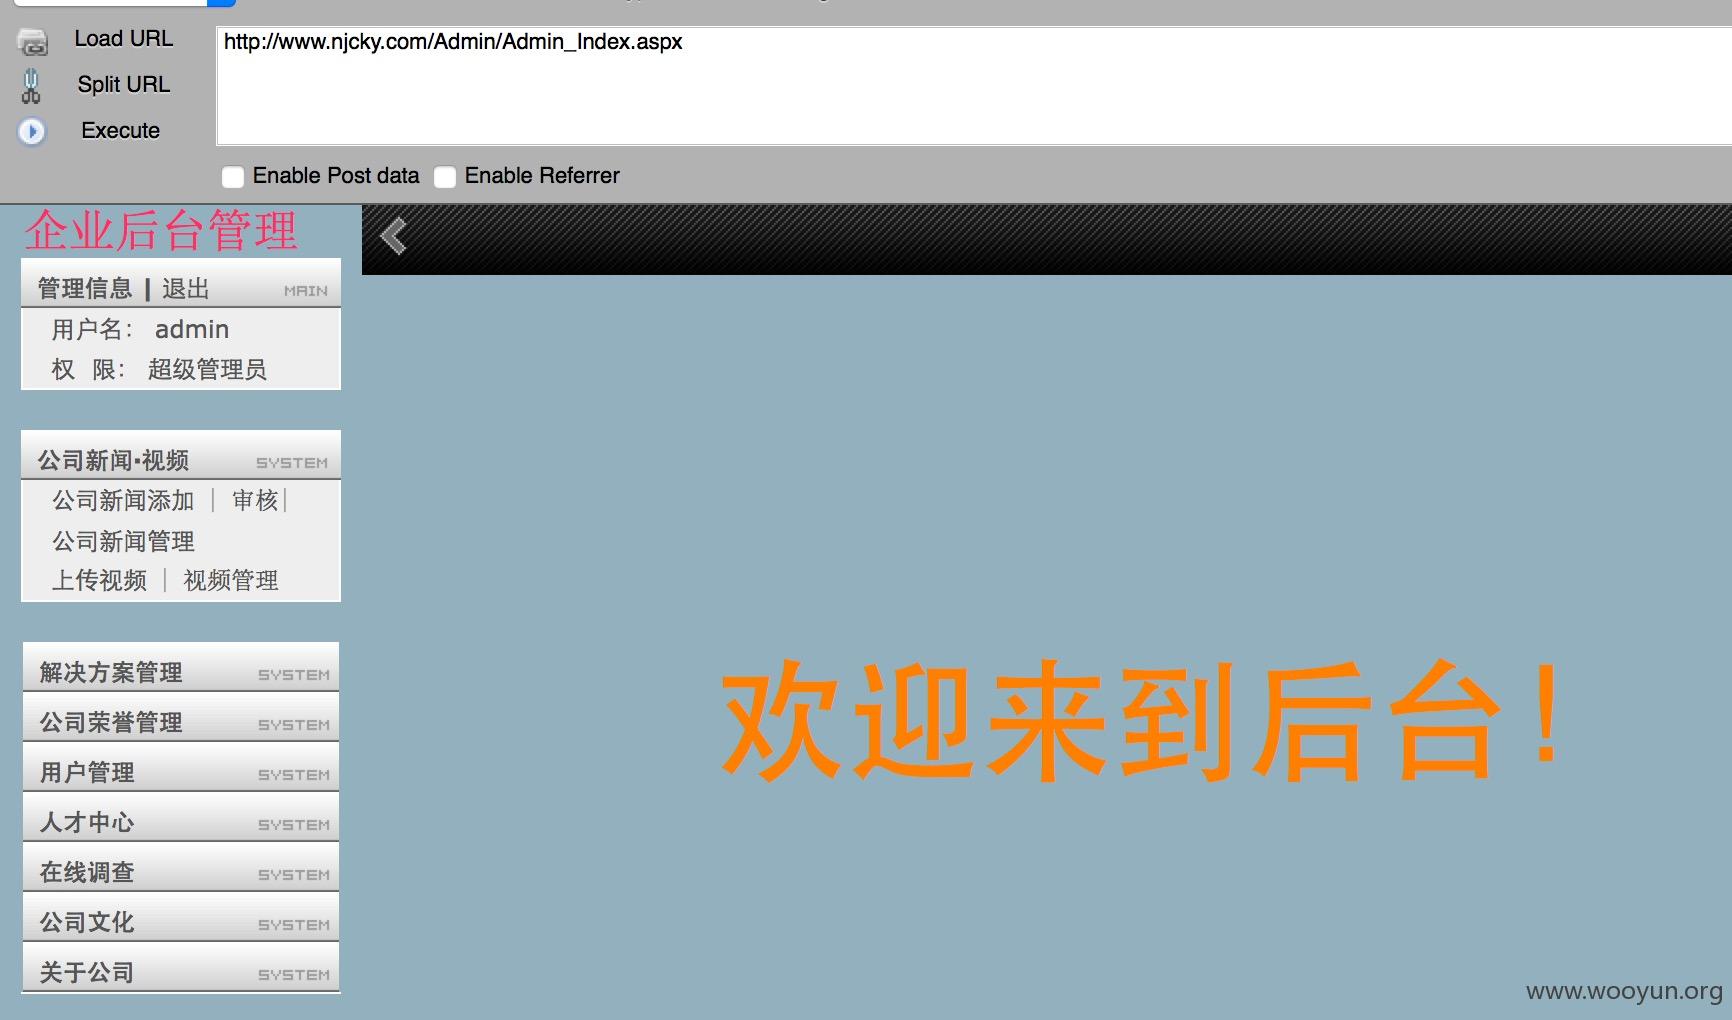 Load URL
http://www.njcky.com/Admin/Admin_Index.aspx
Split URL
Execute
Enable Post data
Enable Referrer
企业后台管理
管理信息 | 退出 MAIN
用户名: admin
权 限: 超级管理员
公司新闻·视频 SYSTEM
公司新闻添加 | 审核|
公司新闻管理
上传视频 | 视频管理
解决方案管理 SYSTEM
公司荣誉管理 SYSTEM
用户管理 SYSTEM
人才中心 SYSTEM
在线调查 SYSTEM
公司文化 SYSTEM
关于公司 SYSTEM
欢迎来到后台!
www.wooyun.org